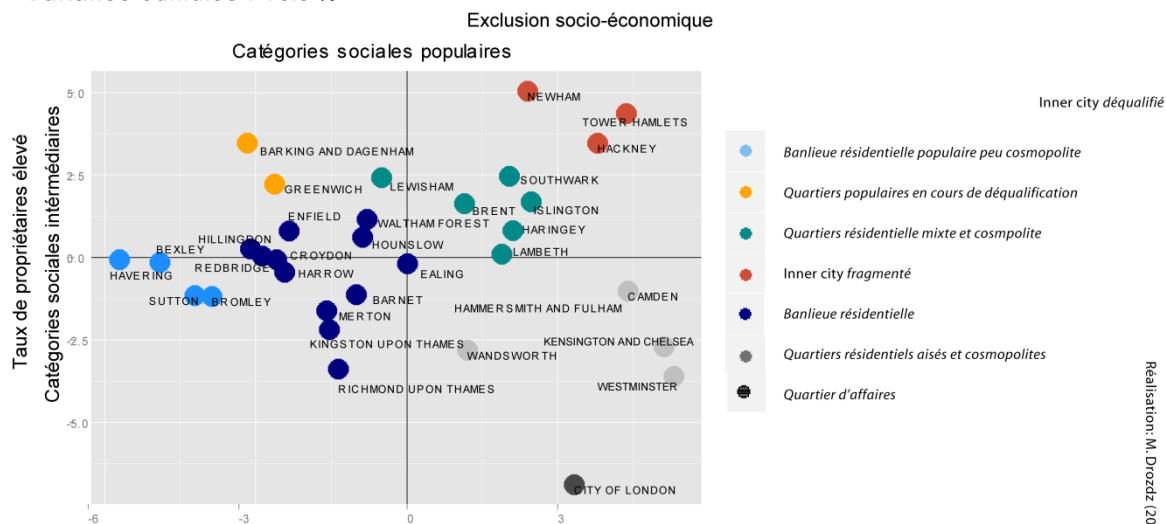 Exclusion socio-économique
Catégories sociales populaires
Taux de propriétaires élevé
Catégories sociales intérmédiaires
5.0
2.5
0.0
-2.5
-5.0
-6
-3
0
3
NEWHAM
TOWER HAMLETS
HACKNEY
BARKING AND DAGENHAM
GREENWICH
LEWISHAM
SOUTHWARK
BRENT
ISLINGTON
ENFIELD
WALTHAM FOREST
HARINGEY
HILLINGDON
HOUNSLOW
BEXLEY
CROYDON
LAMBETH
REDBRIDGE
HAVERING
HARROW
EALING
SUTTON
BROMLEY
BARNET
CAMDEN
HAMMERSMITH AND FULHAM
MERTON
KINGSTON UPON THAMES
KENSINGTON AND CHELSEA
WANDSWORTH
RICHMOND UPON THAMES
WESTMINSTER
CITY OF LONDON
Inner city déqualifié
Banlieue résidentielle populaire peu cosmopolite
Quartiers populaires en cours de déqualification
Quartiers résidentielle mixte et cosmpolite
Inner city fragmenté
Banlieue résidentielle
Quartiers résidentiels aisés et cosmopolites
Quartier d'affaires
Réalisation: M. Drozdz (20